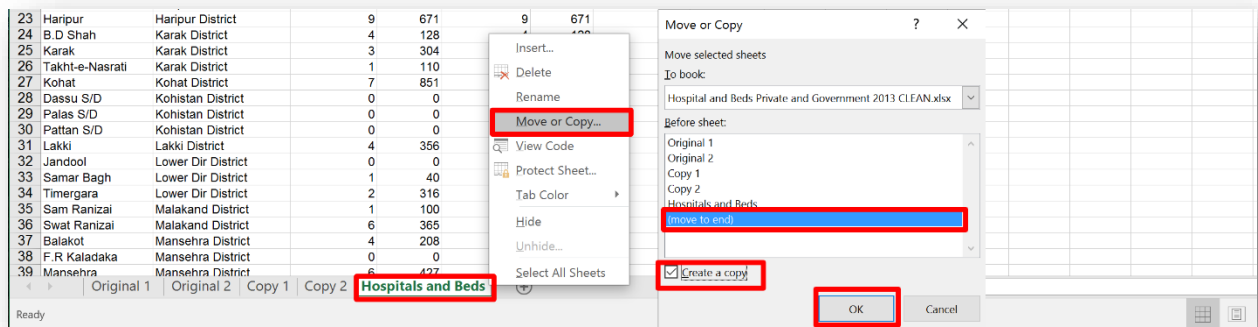 23 Haripur Haripur District 9 671 9 671
24 B.D Shah Karak District 4 128
25 Karak Karak District 3 304
26 Takht-e-Nasrati Karak District 1 110
27 Kohat Kohat District 7 851
28 Dassu S/D Kohistan District 0 0
29 Palas S/D Kohistan District 0 0
30 Pattan S/D Kohistan District 0 0
31 Lakki Lakki District 4 356
32 Jandool Lower Dir District 0 0
33 Samar Bagh Lower Dir District 1 40
34 Timergara Lower Dir District 2 316
35 Sam Ranizai Malakand District 1 100
36 Swat Ranizai Malakand District 6 365
37 Balakot Mansehra District 4 208
38 F.R Kaladaka Mansehra District 0 0
39 Mansehra Mansehra District 6 427
Original 1 Original 2 Copy 1 Copy 2 Hospitals and Beds
Ready
Insert...
Delete
Rename
Move or Copy...
View Code
Protect Sheet...
Tab Color
Hide
Unhide...
Select All Sheets
Move or Copy ? X
Move selected sheets
To book:
Hospital and Beds Private and Government 2013 CLEAN.xlsx
Before sheet:
Original 1
Original 2
Copy 1
Copy 2
Hospitals and Beds
(move to end)
Create a copy
OK Cancel